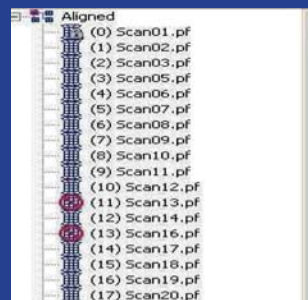 Aligned
(0) Scan01.pf
(1) Scan02.pf
(2) Scan03.pf
(3) Scan05.pf
(4) Scan06.pf
(5) Scan07.pf
(6) Scan08.pf
(7) Scan09.pf
(8) Scan10.pf
(9) Scan11.pf
(10) Scan12.pf
(11) Scan13.pf
(12) Scan14.pf
(13) Scan16.pf
(14) Scan17.pf
(15) Scan18.pf
(16) Scan19.pf
(17) Scan20.pf